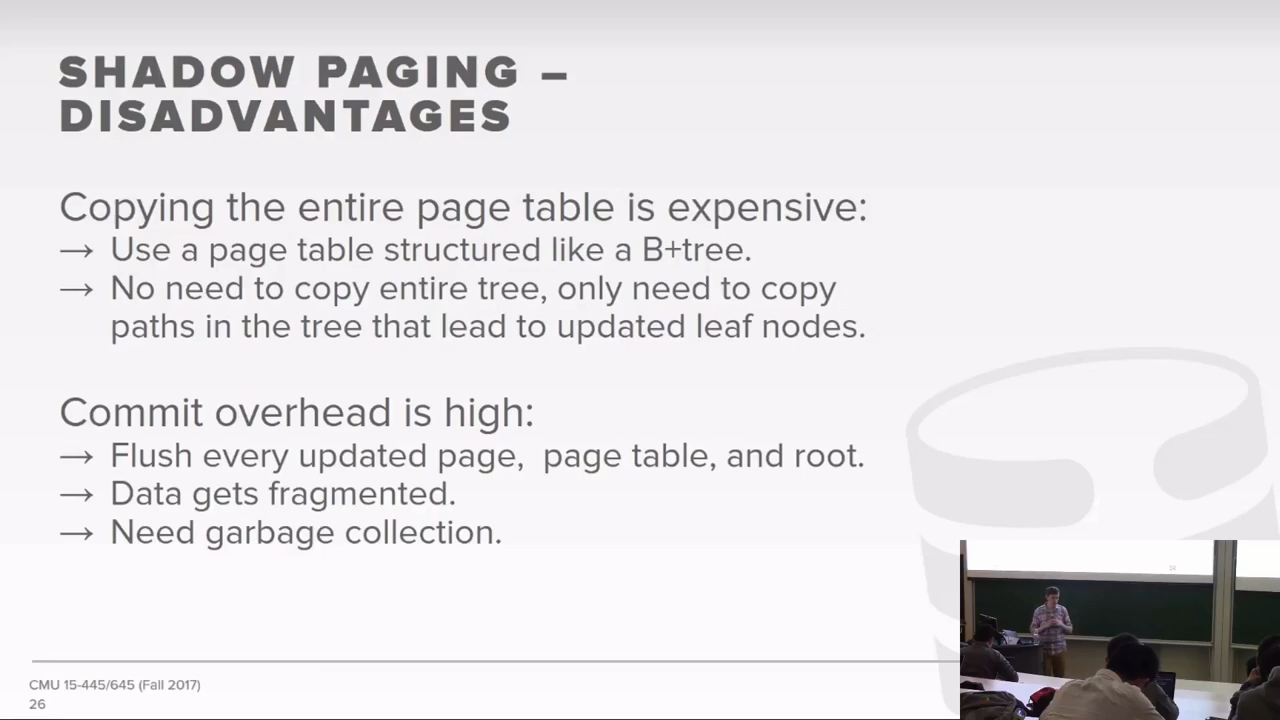 SHADOW PAGING –
DISADVANTAGES
Copying the entire page table is expensive:
→ Use a page table structured like a B+tree.
→ No need to copy entire tree, only need to copy
paths in the tree that lead to updated leaf nodes.
Commit overhead is high:
→ Flush every updated page, page table, and root.
→ Data gets fragmented.
→ Need garbage collection.
CMU 15-445/645 (Fall 2017)
26